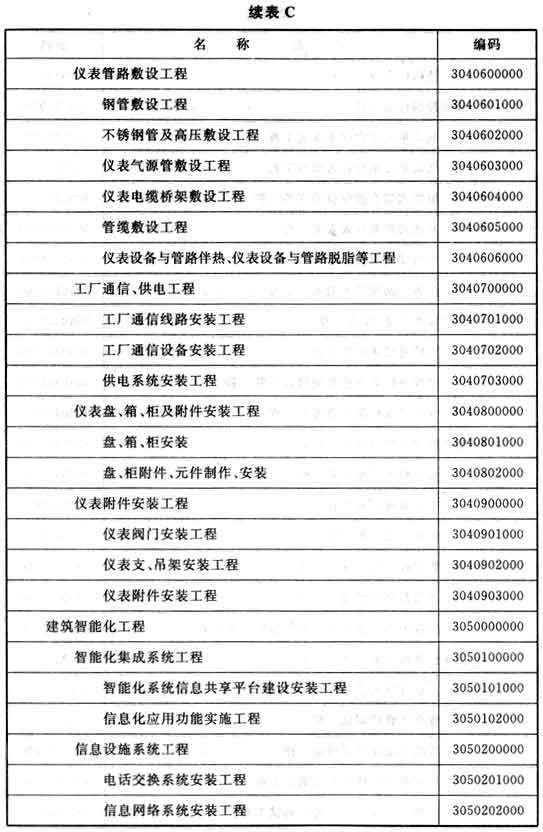 续表 C
名 称 编码
仪表管路敷设工程 3040600000
钢管敷设工程 3040601000
不锈钢管及高压敷设工程 3040602000
仪表气源管敷设工程 3040603000
仪表电缆桥架敷设工程 3040604000
管缆敷设工程 3040605000
仪表设备与管路伴热、仪表设备与管路脱脂等工程 3040606000
工厂通信、供电工程 3040700000
工厂通信线路安装工程 3040701000
工厂通信设备安装工程 3040702000
供电系统安装工程 3040703000
仪表盘、箱、柜及附件安装工程 3040800000
盘、箱、柜安装 3040801000
盘、柜附件、元件制作、安装 3040802000
仪表附件安装工程 3040900000
仪表阀门安装工程 3040901000
仪表支、吊架安装工程 3040902000
仪表附件安装工程 3040903000
建筑智能化工程 3050000000
智能化集成系统工程 3050100000
智能化系统信息共享平台建设安装工程 3050101000
信息化应用功能实施工程 3050102000
信息设施系统工程 3050200000
电话交换系统安装工程 3050201000
信息网络系统安装工程 3050202000